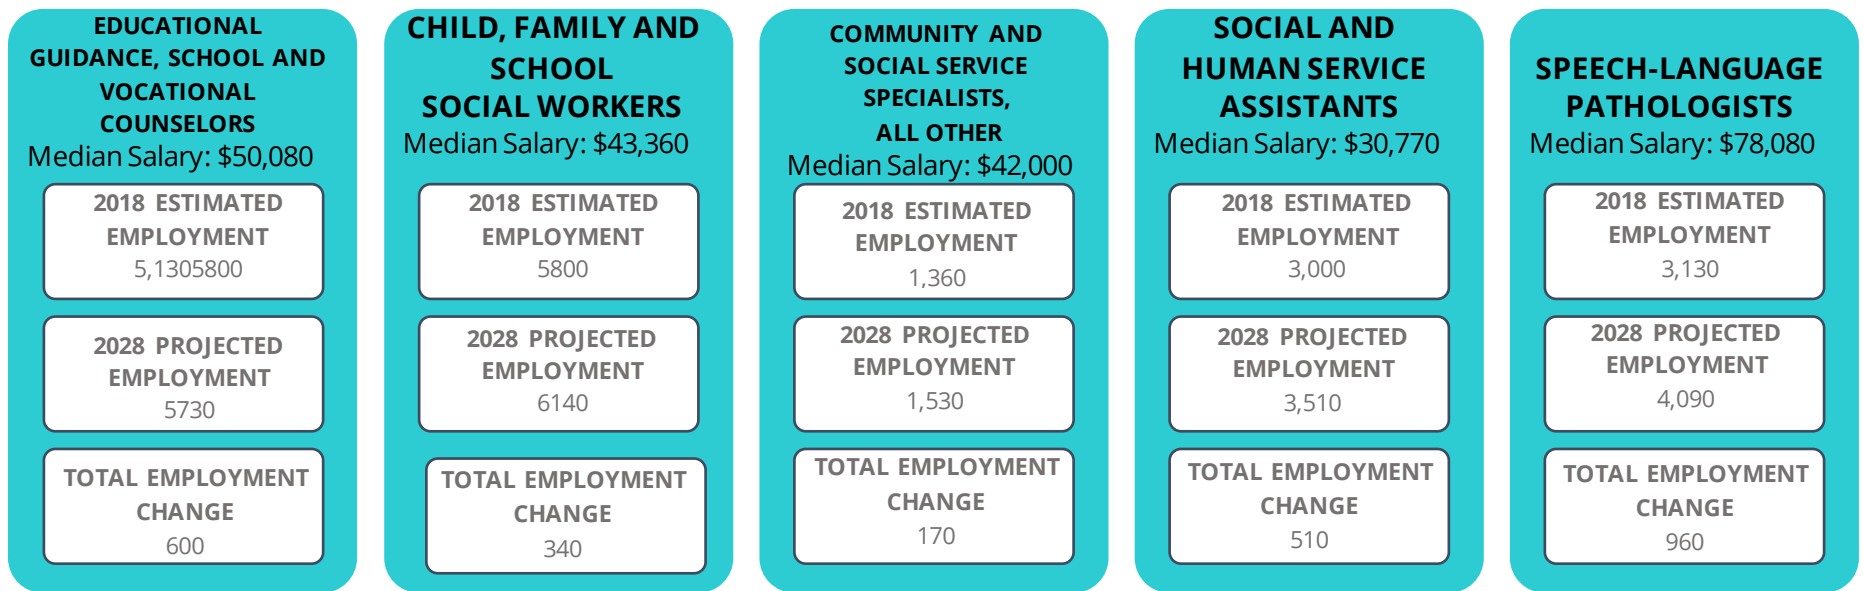 EDUCATIONAL
GUIDANCE, SCHOOL AND
VOCATIONAL
COUNSELORS
Median Salary: $50,080
2018 ESTIMATED
EMPLOYMENT
5,1305800
2028 PROJECTED
EMPLOYMENT
5730
TOTAL EMPLOYMENT
CHANGE
600
CHILD, FAMILY AND
SCHOOL
SOCIAL WORKERS
Median Salary: $43,360
2018 ESTIMATED
EMPLOYMENT
5800
2028 PROJECTED
EMPLOYMENT
6140
TOTAL EMPLOYMENT
CHANGE
340
COMMUNITY AND
SOCIAL SERVICE
SPECIALISTS,
ALL OTHER
Median Salary: $42,000
2018 ESTIMATED
EMPLOYMENT
1,360
2028 PROJECTED
EMPLOYMENT
1,530
TOTAL EMPLOYMENT
CHANGE
170
SOCIAL AND
HUMAN SERVICE
ASSISTANTS
Median Salary: $30,770
2018 ESTIMATED
EMPLOYMENT
3,000
2028 PROJECTED
EMPLOYMENT
3,510
TOTAL EMPLOYMENT
CHANGE
510
SPEECH-LANGUAGE
PATHOLOGISTS
Median Salary: $78,080
2018 ESTIMATED
EMPLOYMENT
3,130
2028 PROJECTED
EMPLOYMENT
4,090
TOTAL EMPLOYMENT
CHANGE
960